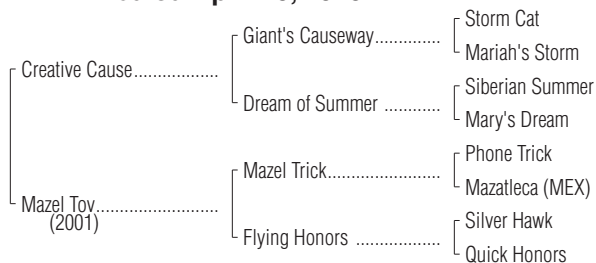 Storm Cat
Giant's Causeway..............
Mariah's Storm
Creative Cause..................
Siberian Summer
Dream of Summer ............
Mary's Dream
Phone Trick
Mazel Trick........................
Mazatleca (MEX)
Mazel Tov..........................
(2001)
Silver Hawk
Flying Honors ..................
Quick Honors